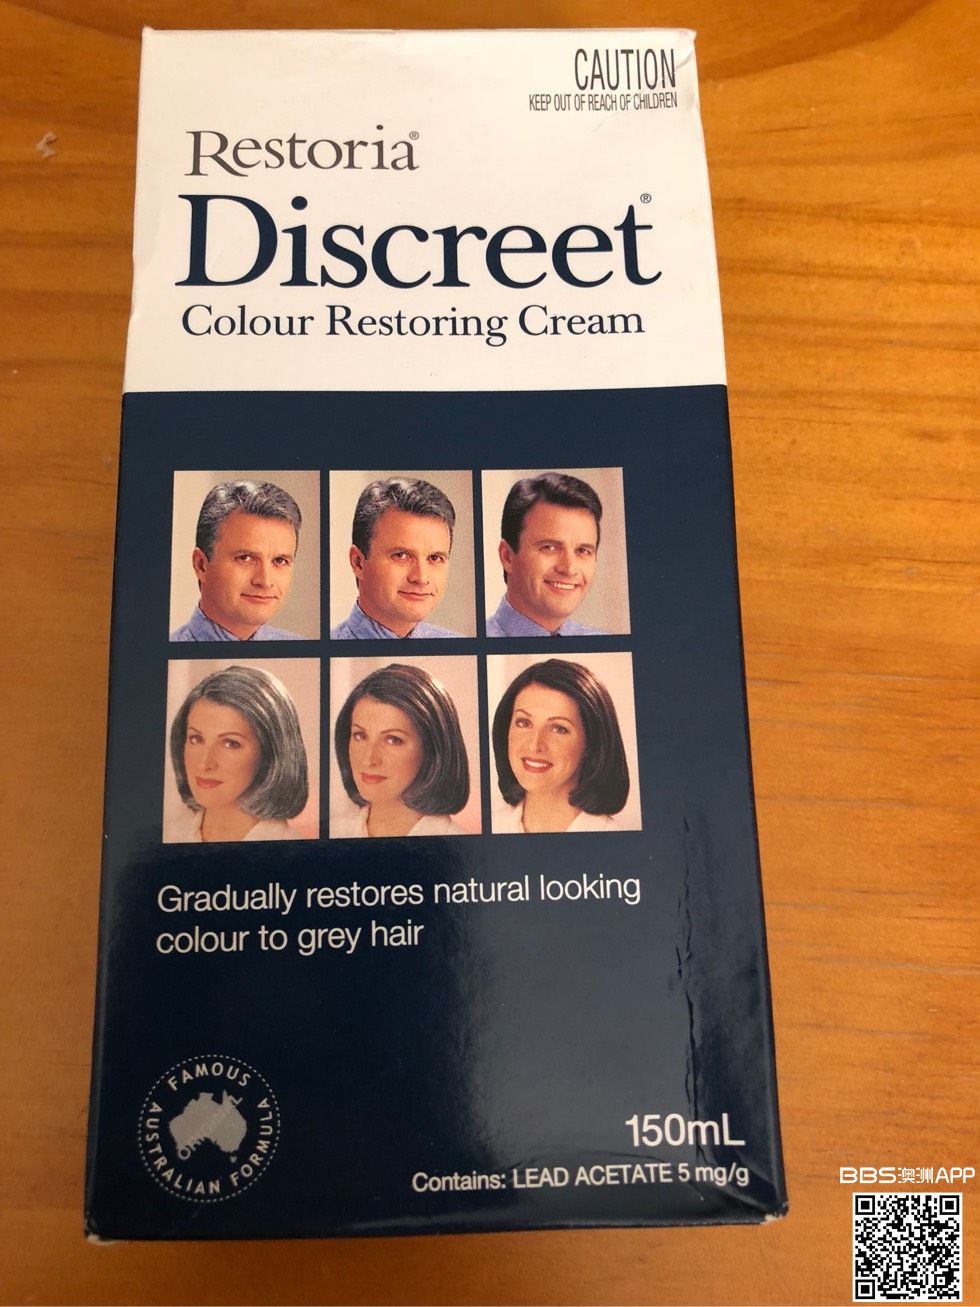 CAUTION
KEEP OUT OF REACH OF CHILDREN
Restoria®
Discreet®
Colour Restoring Cream
Gradually restores natural looking
colour to grey hair
FAMOUS
AUSTRALIAN FORMULA
ORIGINAL
150mL
Contains: LEAD ACETATE 5 mg/g
BBS澳洲APP